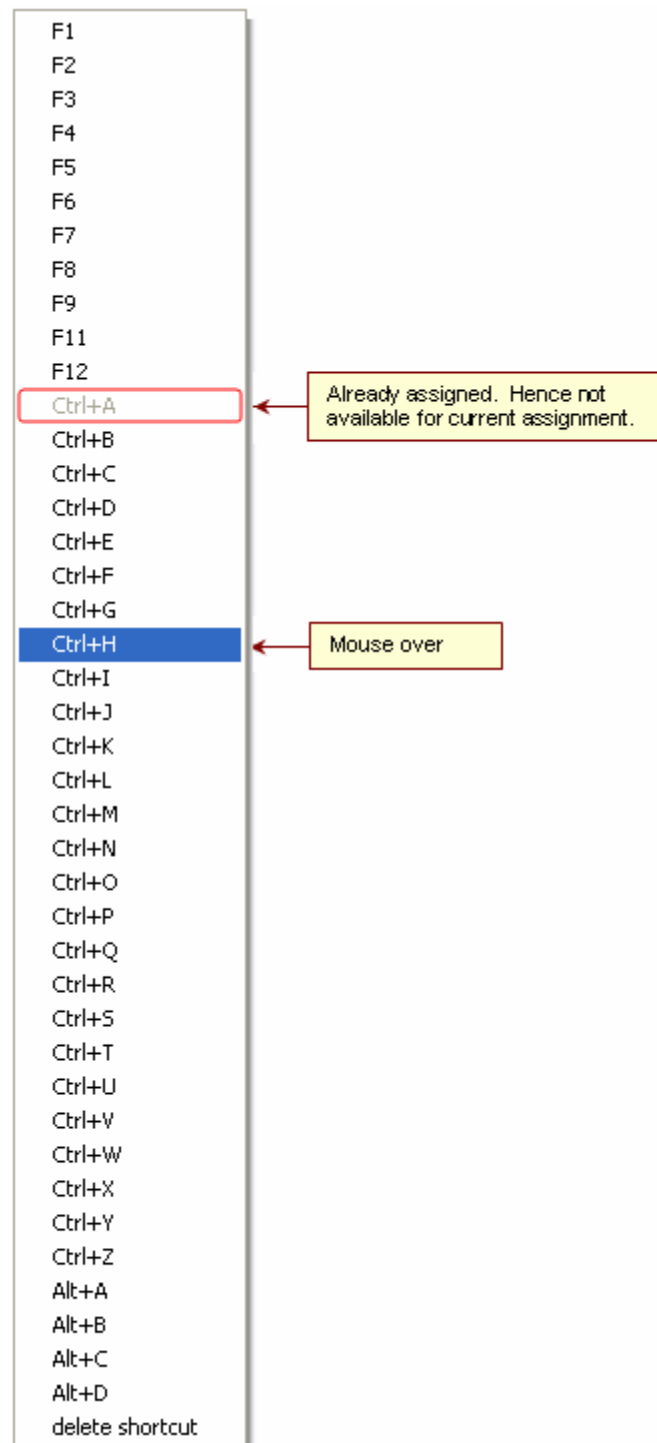 F1
F2
F3
F4
F5
F6
F7
F8
F9
F11
F12
Ctrl+A
Already assigned. Hence not
available for current assignment.
Ctrl+B
Ctrl+C
Ctrl+D
Ctrl+E
Ctrl+F
Ctrl+G
Ctrl+H
Mouse over
Ctrl+I
Ctrl+J
Ctrl+K
Ctrl+L
Ctrl+M
Ctrl+N
Ctrl+O
Ctrl+P
Ctrl+Q
Ctrl+R
Ctrl+S
Ctrl+T
Ctrl+U
Ctrl+V
Ctrl+W
Ctrl+X
Ctrl+Y
Ctrl+Z
Alt+A
Alt+B
Alt+C
Alt+D
delete shortcut